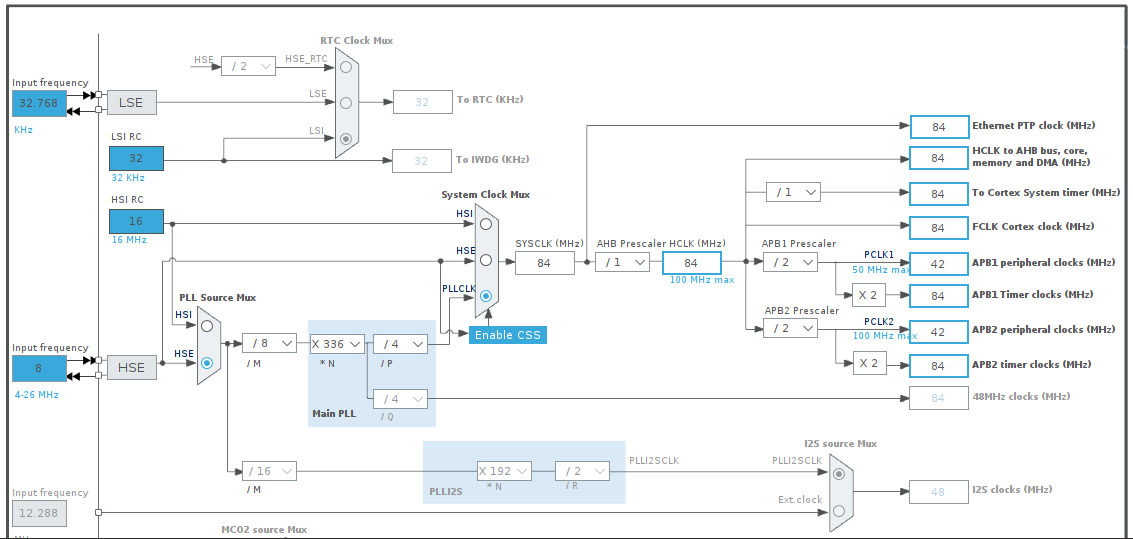 RTC Clock Mux
HSE
/ 2
HSE_RTC
Input frequency
32.768
KHz
LSE
LSE
32
To RTC (KHz)
LSI RC
LSI
32
32 KHz
32
To IWDG (KHz)
HSI RC
16
16 MHz
System Clock Mux
HSI
HSE
PLLCLK
Enable CSS
SYSCLK (MHz)
84
AHB Prescaler
/ 1
HCLK (MHz)
84
100 MHz max
84
Ethernet PTP clock (MHz)
84
HCLK to AHB bus, core,
memory and DMA (MHz)
/ 1
84
To Cortex System timer (MHz)
84
FCLK Cortex clock (MHz)
APB1 Prescaler
/ 2
PCLK1
50 MHz max
42
APB1 peripheral clocks (MHz)
X 2
84
APB1 Timer clocks (MHz)
APB2 Prescaler
/ 2
PCLK2
100 MHz max
42
APB2 peripheral clocks (MHz)
X 2
84
APB2 timer clocks (MHz)
84
48MHz clocks (MHz)
PLL Source Mux
HSI
HSE
Input frequency
8
4-26 MHz
HSE
/ 8
/ M
X 336
* N
/ 4
/ P
/ 4
/ Q
Main PLL
/ 16
/ M
X 192
* N
/ 2
/ R
PLLI2S
PLLI2SCLK
I2S source Mux
PLLI2SCLK
Ext.clock
48
I2S clocks (MHz)
Input frequency
12.288
MCO2 source Mux